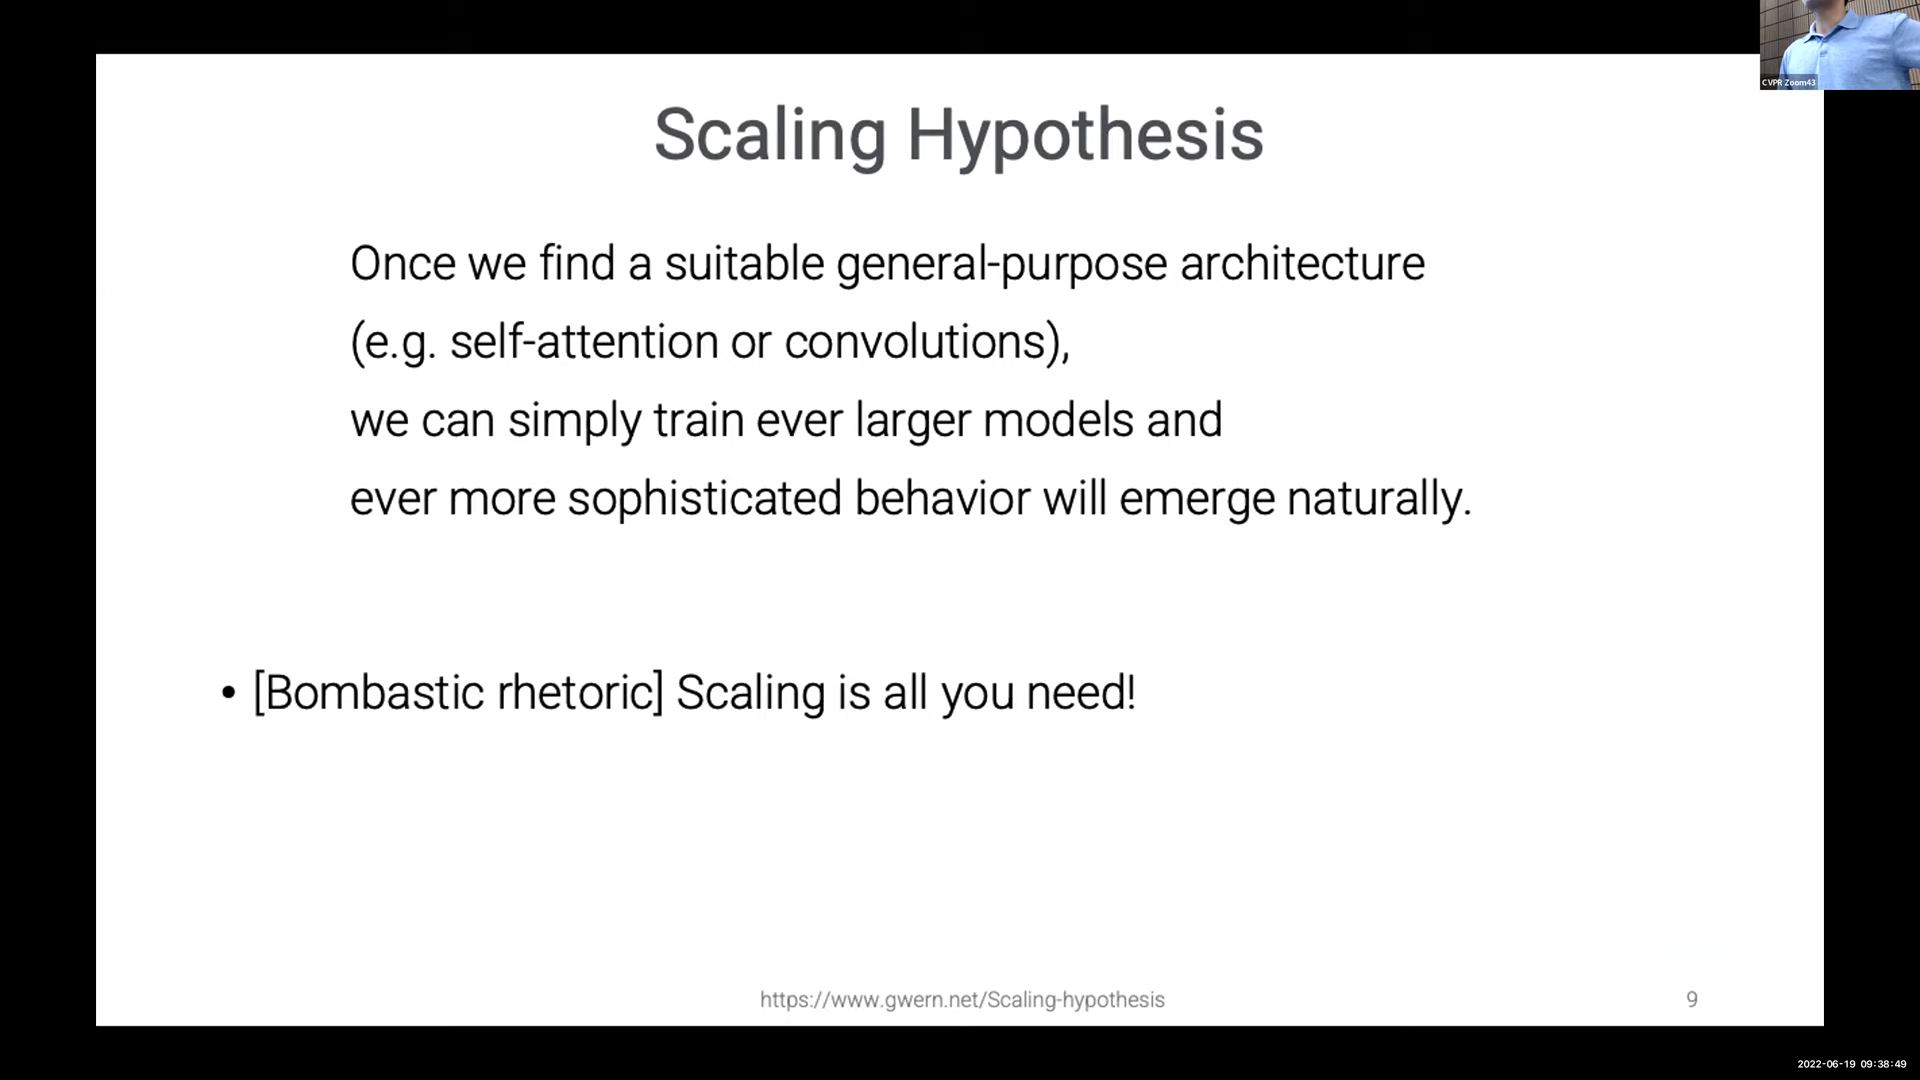 CVPR Zoom43
Scaling Hypothesis
Once we find a suitable general-purpose architecture
(e.g. self-attention or convolutions),
we can simply train ever larger models and
ever more sophisticated behavior will emerge naturally.
• [Bombastic rhetoric] Scaling is all you need!
https://www.gwern.net/Scaling-hypothesis
9
2022-06-19 09:38:49